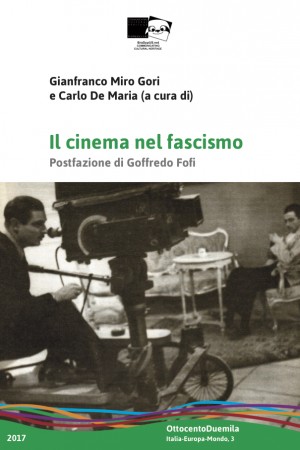 Gianfranco Miro Gori
e Carlo De Maria (a cura di)
Il cinema nel fascismo
Postfazione di Goffredo Fofi
2017
OttocentoDuemila
Italia-Europa-Mondo, 3